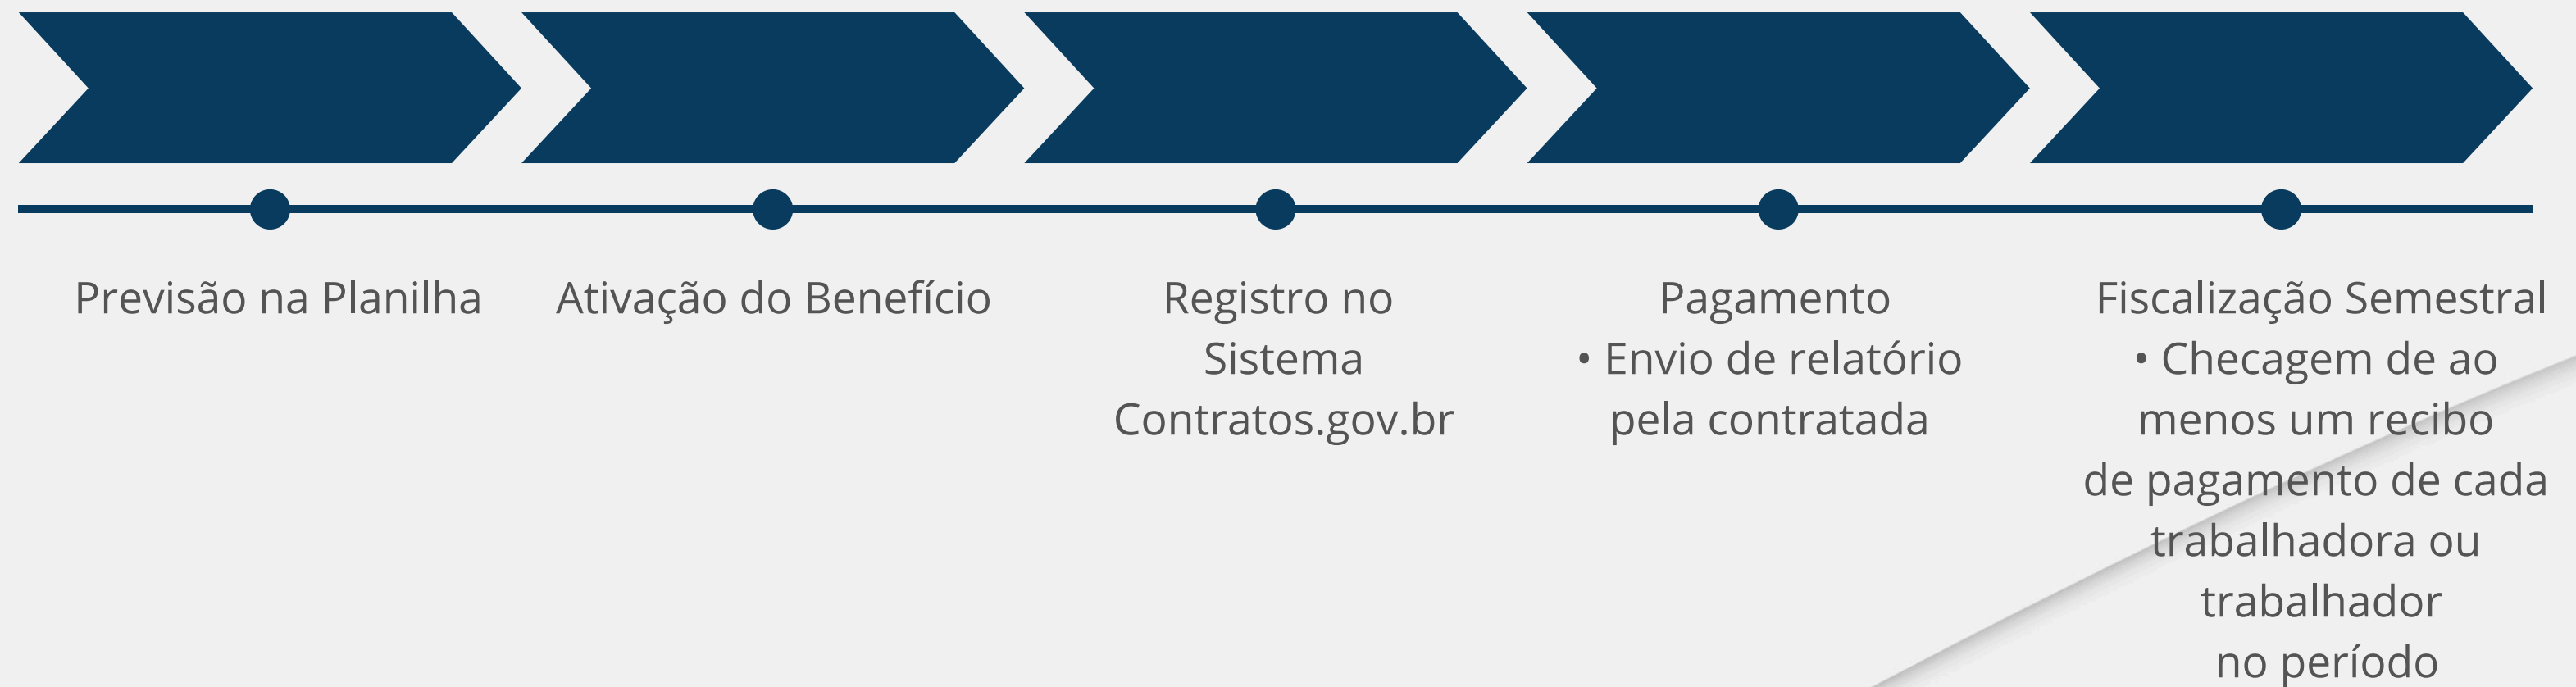 Previsão na Planilha
Ativação do Benefício
Registro no
Sistema
Contratos.gov.br
Pagamento
• Envio de relatório
pela contratada
Fiscalização Semestral
• Checagem de ao
menos um recibo
de pagamento de cada
trabalhadora ou
trabalhador
no período